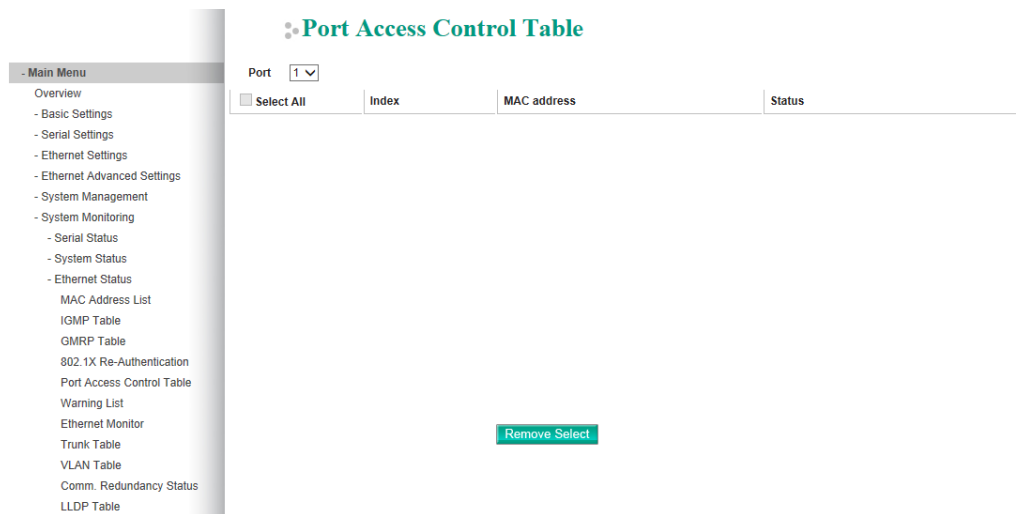 Port Access Control Table
- Main Menu
Overview
- Basic Settings
- Serial Settings
- Ethernet Settings
- Ethernet Advanced Settings
- System Management
- System Monitoring
- Serial Status
- System Status
- Ethernet Status
MAC Address List
IGMP Table
GMRP Table
802.1X Re-Authentication
Port Access Control Table
Warning List
Ethernet Monitor
Trunk Table
VLAN Table
Comm. Redundancy Status
LLDP Table
Port 1
Select All Index MAC address Status
Remove Select